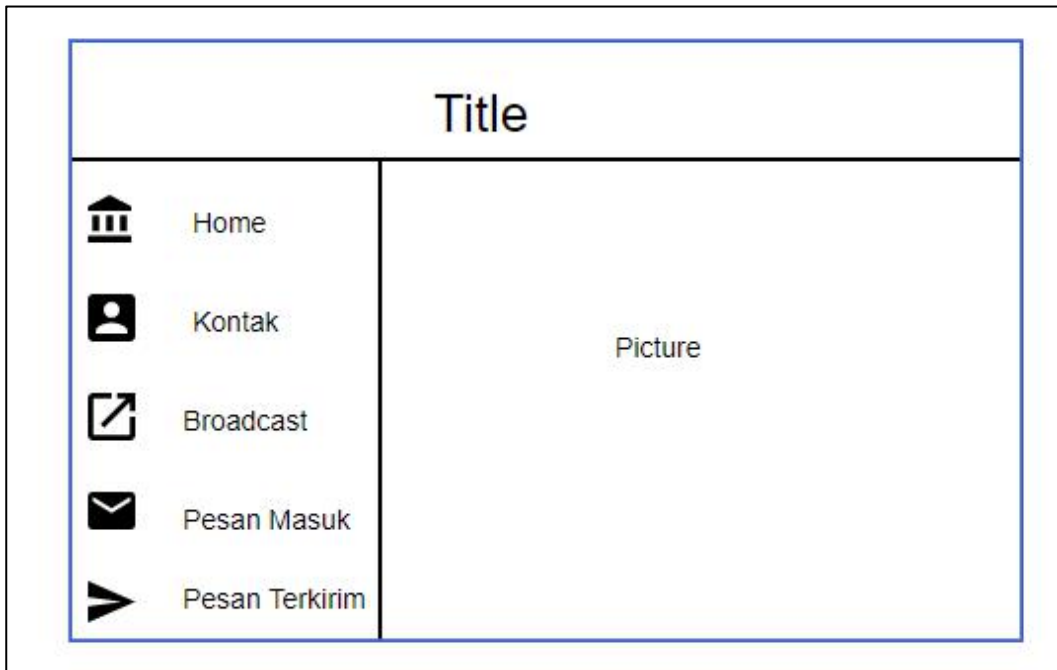 Title
Home
Kontak
Picture
Broadcast
Pesan Masuk
Pesan Terkirim